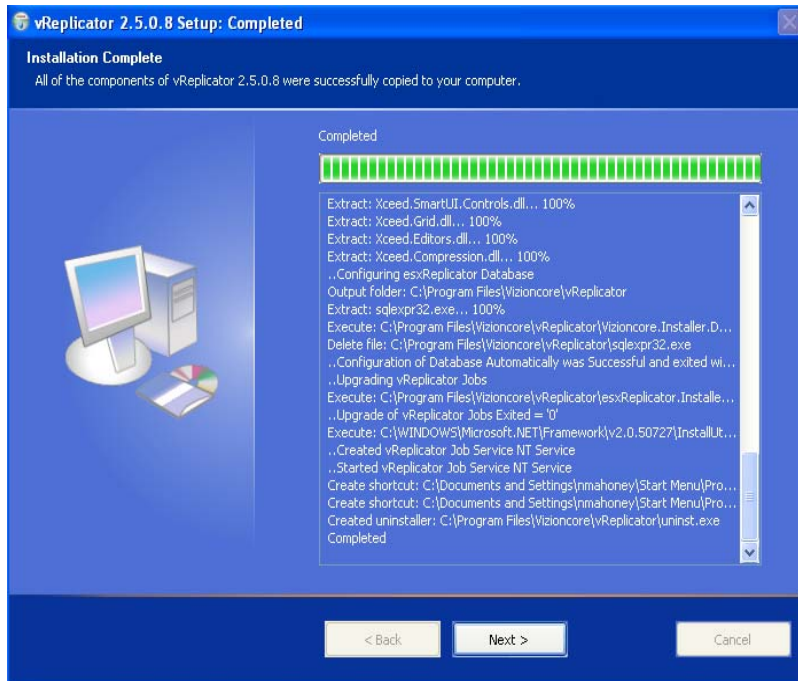 vReplicator 2.5.0.8 Setup: Completed
Installation Complete
All of the components of vReplicator 2.5.0.8 were successfully copied to your computer.
Completed
Extract: Xceed.SmartUI.Controls.dll... 100%
Extract: Xceed.Grid.dll... 100%
Extract: Xceed.Editors.dll... 100%
Extract: Xceed.Compression.dll... 100%
..Configuring esxReplicator Database
Output folder: C:\Program Files\Vizioncore\vReplicator
Extract: sqlexpr32.exe... 100%
Execute: C:\Program Files\Vizioncore\vReplicator\Vizioncore.Installer.D...
Delete file: C:\Program Files\Vizioncore\vReplicator\sqlexpr32.exe
..Configuration of Database Automatically was Successful and exited wi...
..Upgrading vReplicator Jobs
Execute: C:\Program Files\Vizioncore\vReplicator\esxReplicator.Installe...
..Upgrade of vReplicator Jobs Exited = '0'
Execute: C:\WINDOWS\Microsoft.NET\Framework\v2.0.50727\InstallUt...
..Created vReplicator Job Service NT Service
..Started vReplicator Job Service NT Service
Create shortcut: C:\Documents and Settings\nmahoney\Start Menu\Pro...
Create shortcut: C:\Documents and Settings\nmahoney\Start Menu\Pro...
Created uninstaller: C:\Program Files\Vizioncore\vReplicator\uninst.exe
Completed
< Back
Next >
Cancel